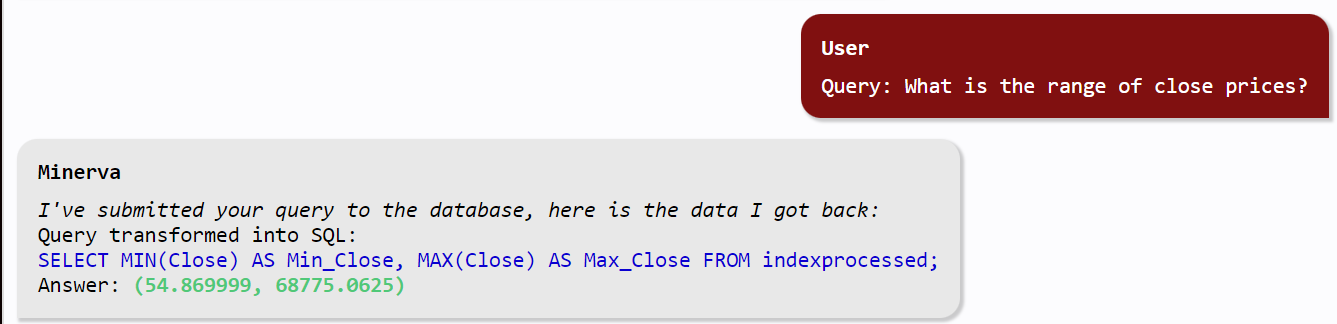 User
Query: What is the range of close prices?
Minerva
I've submitted your query to the database, here is the data I got back:
Query transformed into SQL:
SELECT MIN(Close) AS Min_Close, MAX(Close) AS Max_Close FROM indexprocessed;
Answer: (54.869999, 68775.0625)